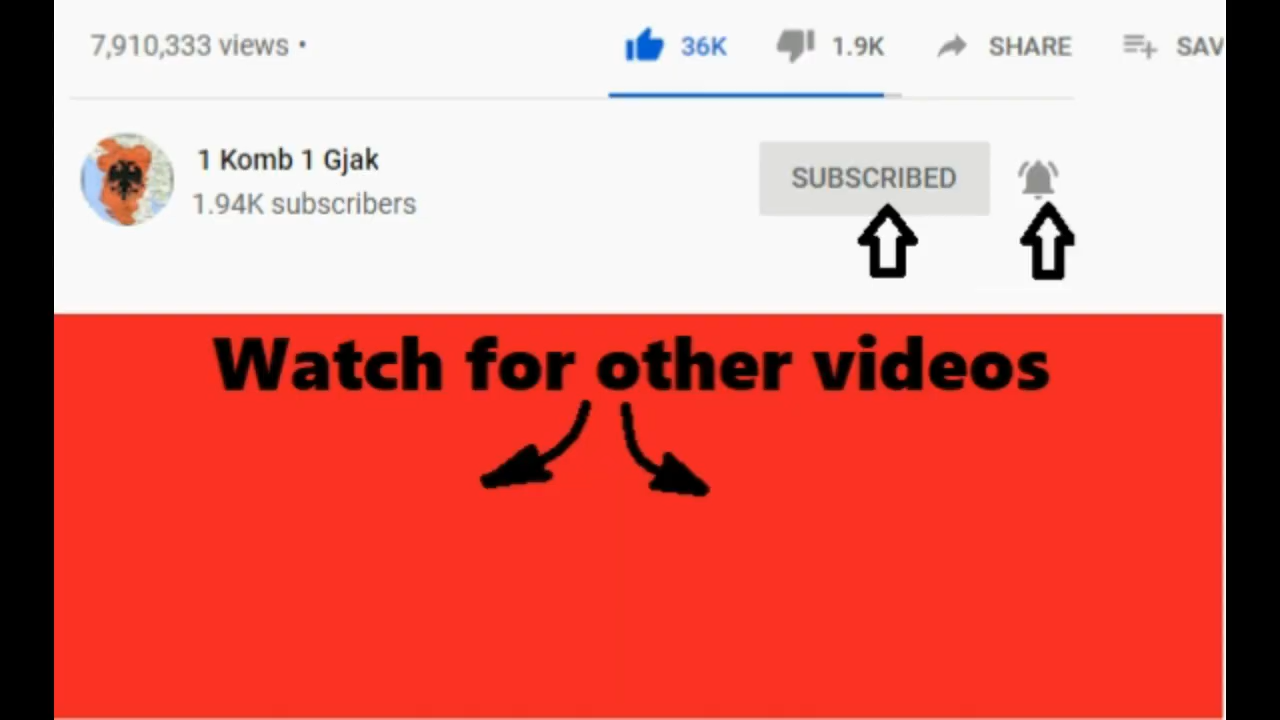 7,910,333 views •
36K
1.9K
SHARE
SAV
1 Komb 1 Gjak
1.94K subscribers
SUBSCRIBED
Watch for other videos